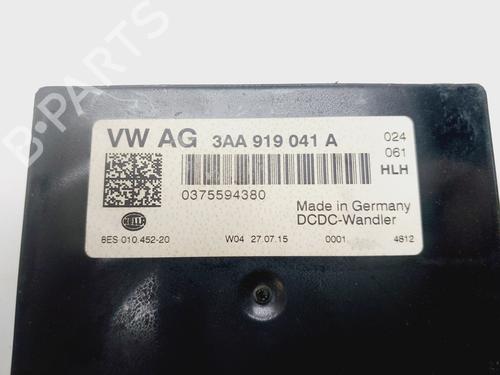 B-PARTS
VW AG 3AA 919 041 A 024
061
HLH
0375594380
Made in Germany
DCDC-Wandler
HELLA
8ES 010.452-20 W04 27.07.15 0001 4812